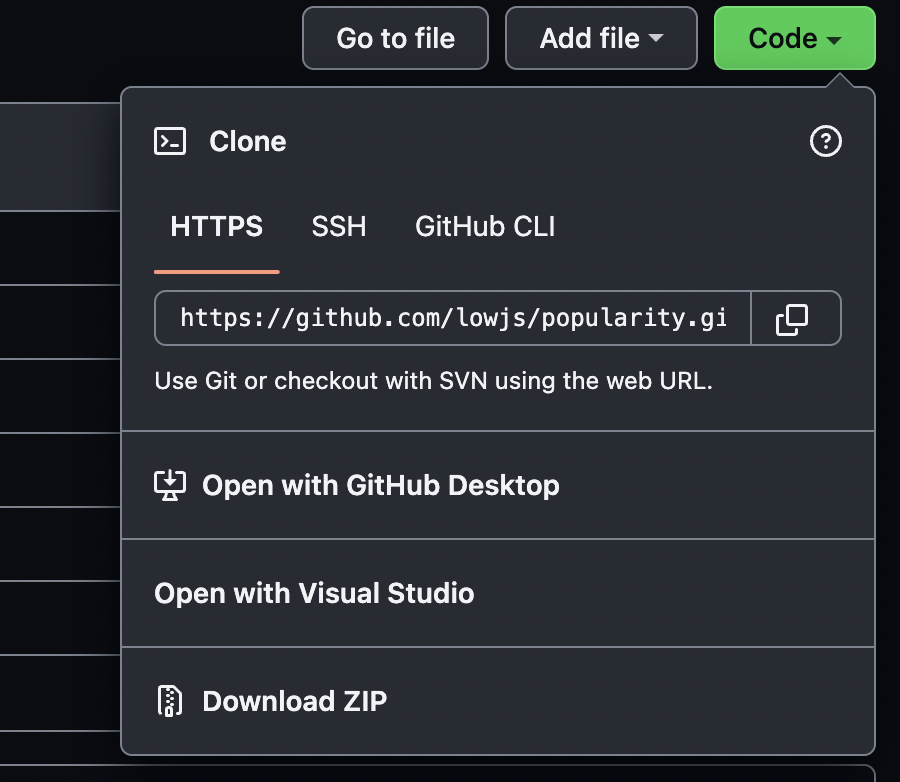 Go to file Add file Code
Clone
HTTPS SSH GitHub CLI
https://github.com/lowjs/popularity.gi
Use Git or checkout with SVN using the web URL.
Open with GitHub Desktop
Open with Visual Studio
Download ZIP